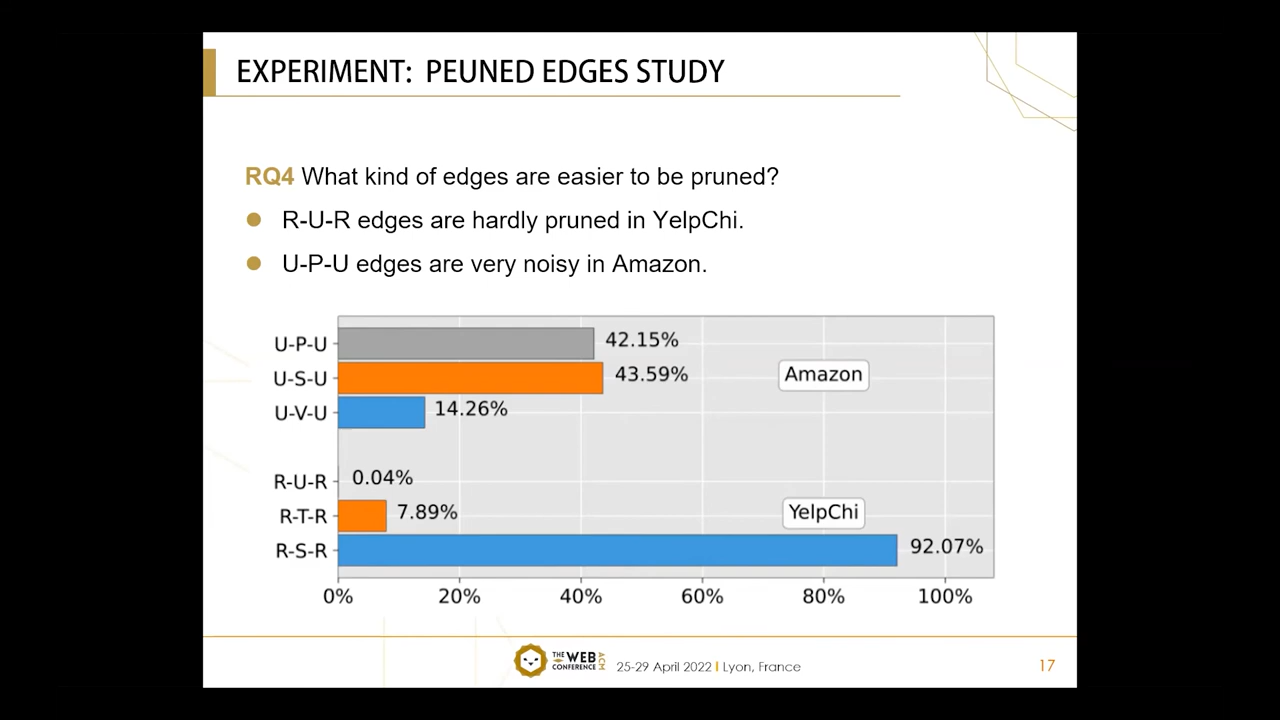 EXPERIMENT: PEUNED EDGES STUDY
RQ4 What kind of edges are easier to be pruned?
R-U-R edges are hardly pruned in YelpChi.
U-P-U edges are very noisy in Amazon.
U-P-U 42.15%
U-S-U 43.59% Amazon
U-V-U 14.26%
R-U-R 0.04%
R-T-R 7.89% YelpChi
R-S-R 92.07%
0% 20% 40% 60% 80% 100%
THE WEB CONFERENCE ACM 25-29 April 2022 | Lyon, France 17